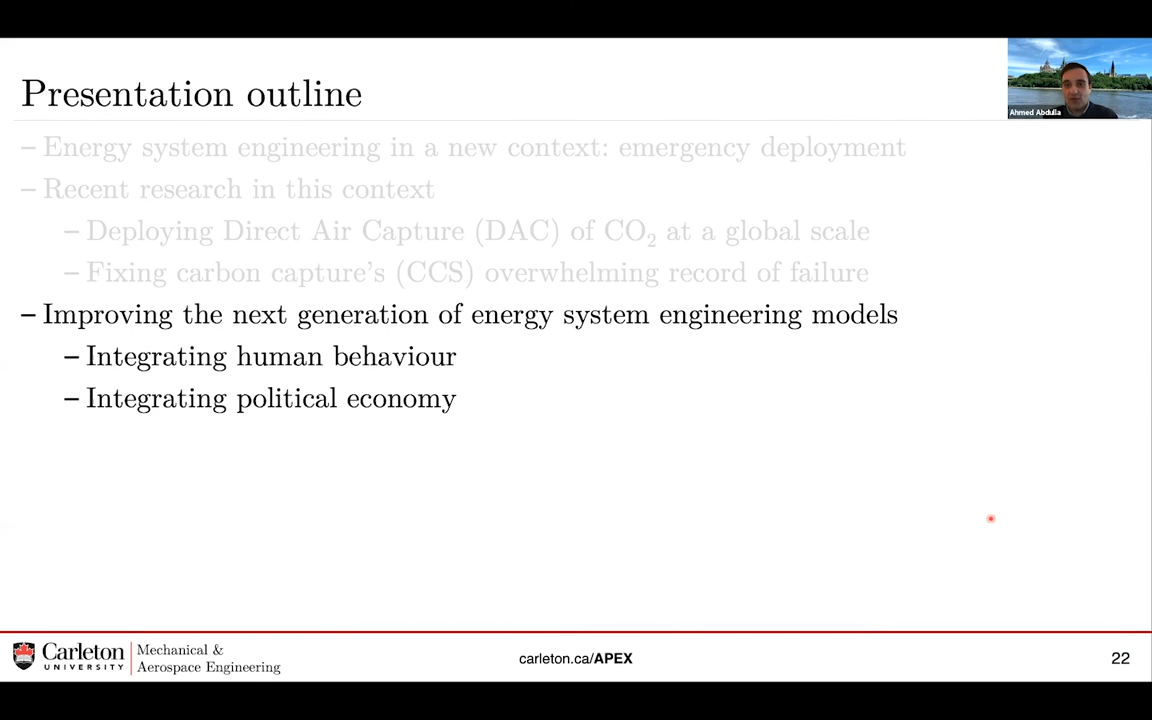 Presentation outline
Ahmed Abdulla
– Energy system engineering in a new context: emergency deployment
– Recent research in this context
– Deploying Direct Air Capture (DAC) of CO₂ at a global scale
– Fixing carbon capture's (CCS) overwhelming record of failure
– Improving the next generation of energy system engineering models
– Integrating human behaviour
– Integrating political economy
Carleton
UNIVERSITY
Mechanical &
Aerospace Engineering
carleton.ca/APEX
22